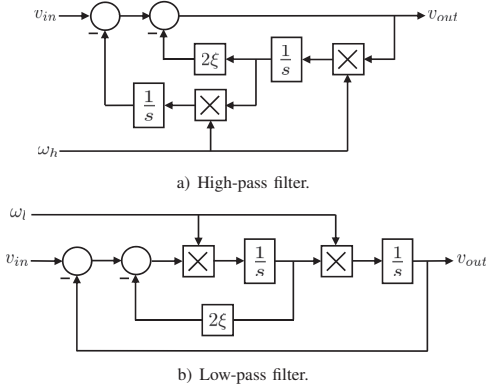 v_in
v_out
2ξ
1/s
1/s
ω_h
a) High-pass filter.
ω_l
v_in
1/s
1/s
v_out
2ξ
b) Low-pass filter.